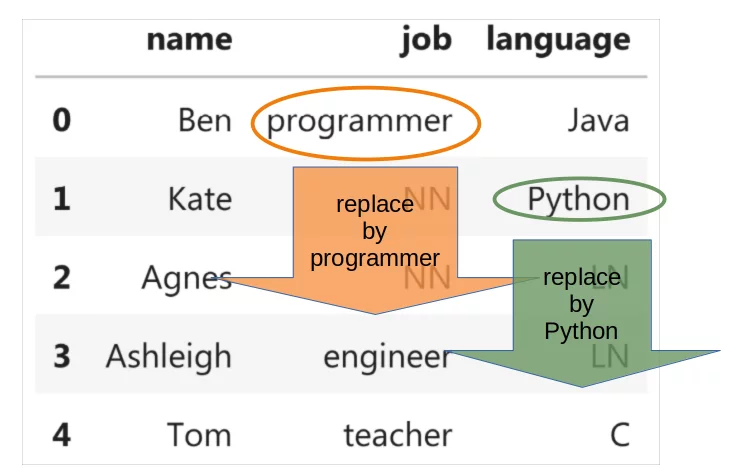 name job language
0 Ben programmer Java
1 Kate NN Python
replace
by
programmer
2 Agnes NN LN
replace
by
Python
3 Ashleigh engineer LN
4 Tom teacher C